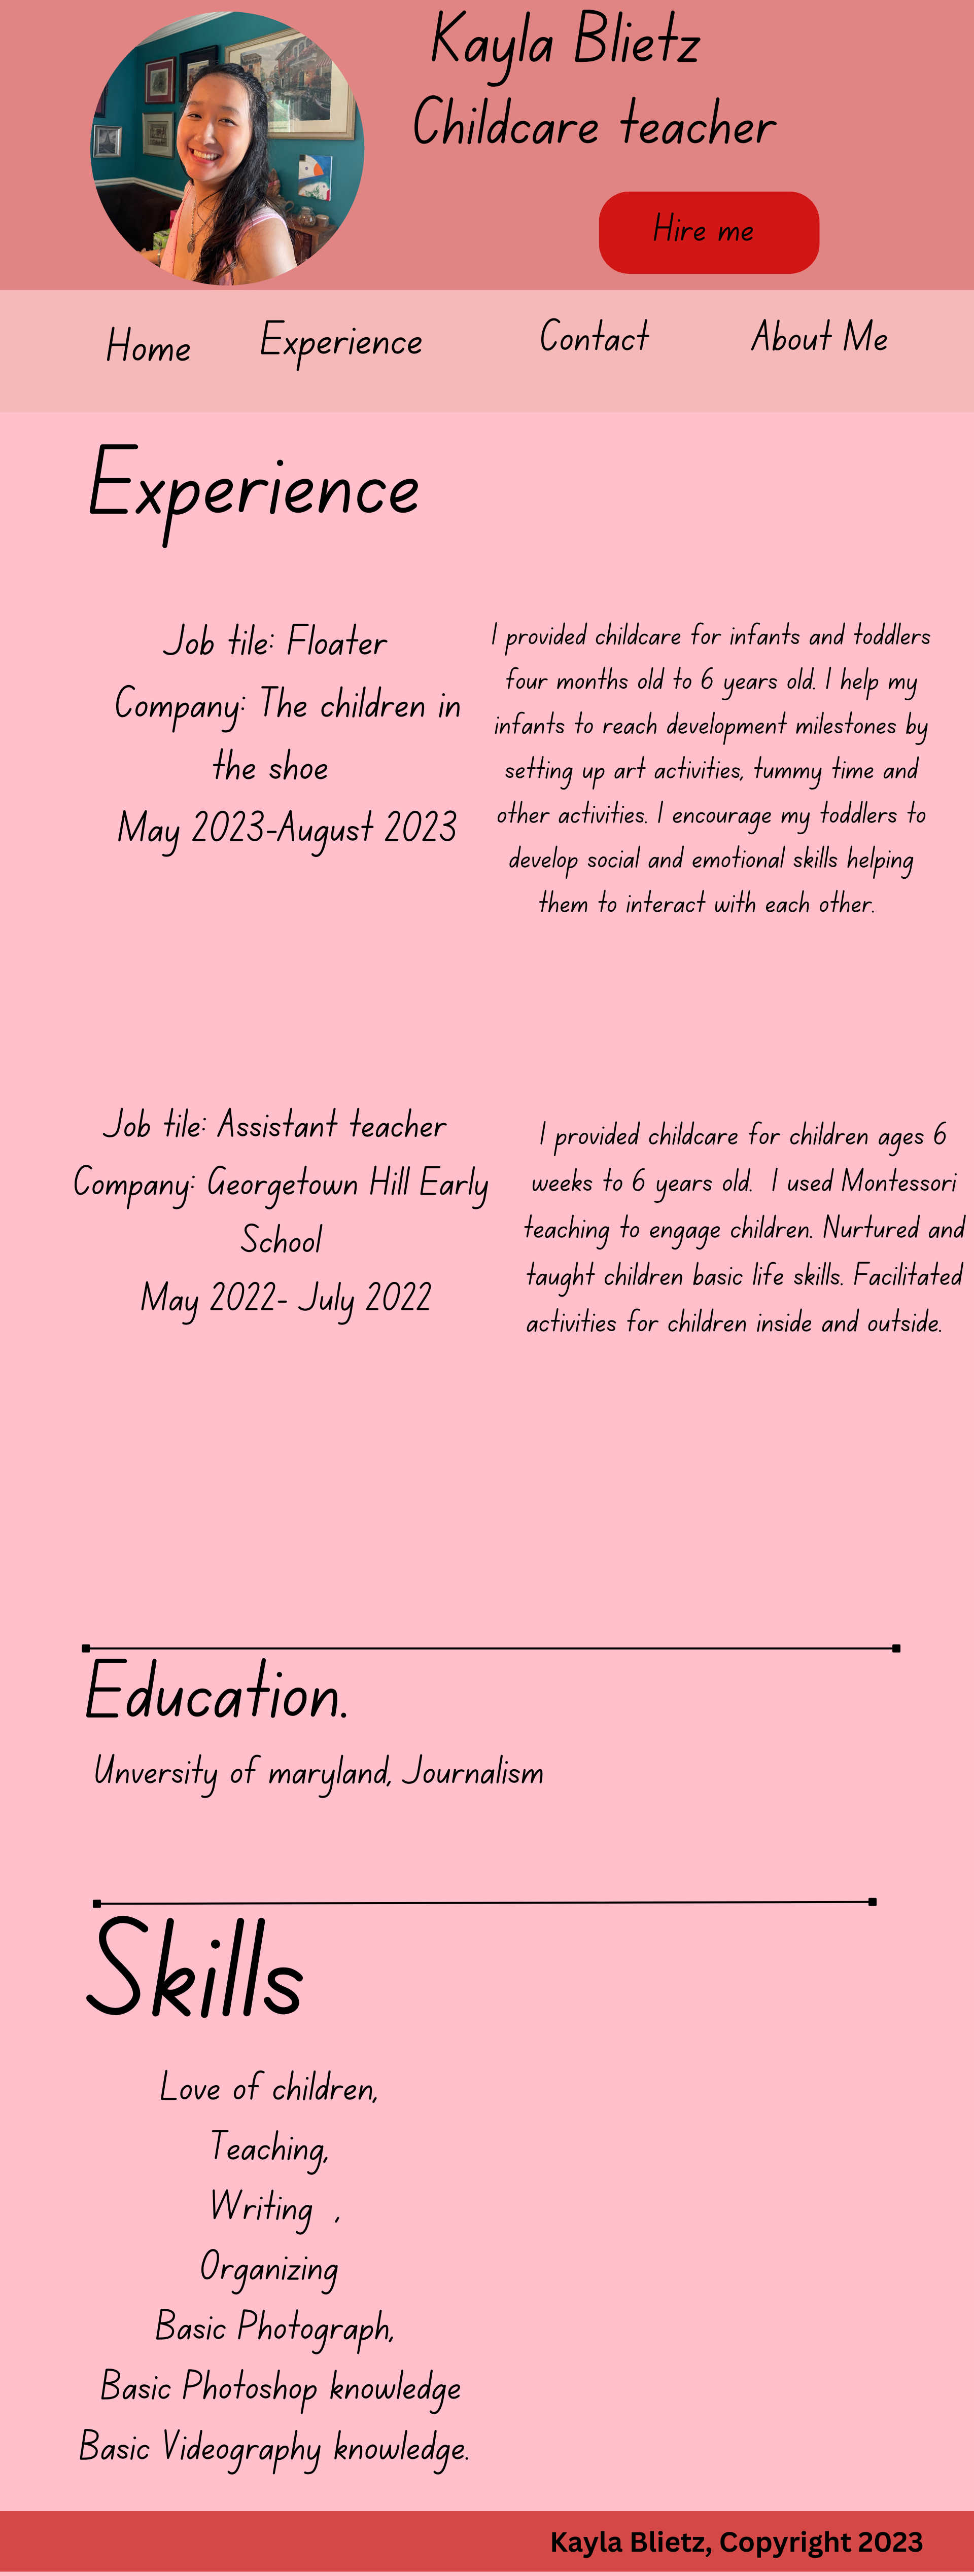 Kayla Blietz
Childcare teacher
Hire me
Home Experience Contact About Me
Experience
Job tile: Floater
Company: The children in
the shoe
May 2023-August 2023
I provided childcare for infants and toddlers
four months old to 6 years old. I help my
infants to reach development milestones by
setting up art activities, tummy time and
other activities. I encourage my toddlers to
develop social and emotional skills helping
them to interact with each other.
Job tile: Assistant teacher
Company: Georgetown Hill Early
School
May 2022- July 2022
I provided childcare for children ages 6
weeks to 6 years old.  I used Montessori
teaching to engage children. Nurtured and
taught children basic life skills. Facilitated
activities for children inside and outside.
Education.
Unversity of maryland, Journalism
Skills
Love of children,
Teaching,
Writing  ,
Organizing
Basic Photograph,
Basic Photoshop knowledge
Basic Videography knowledge.
Kayla Blietz, Copyright 2023